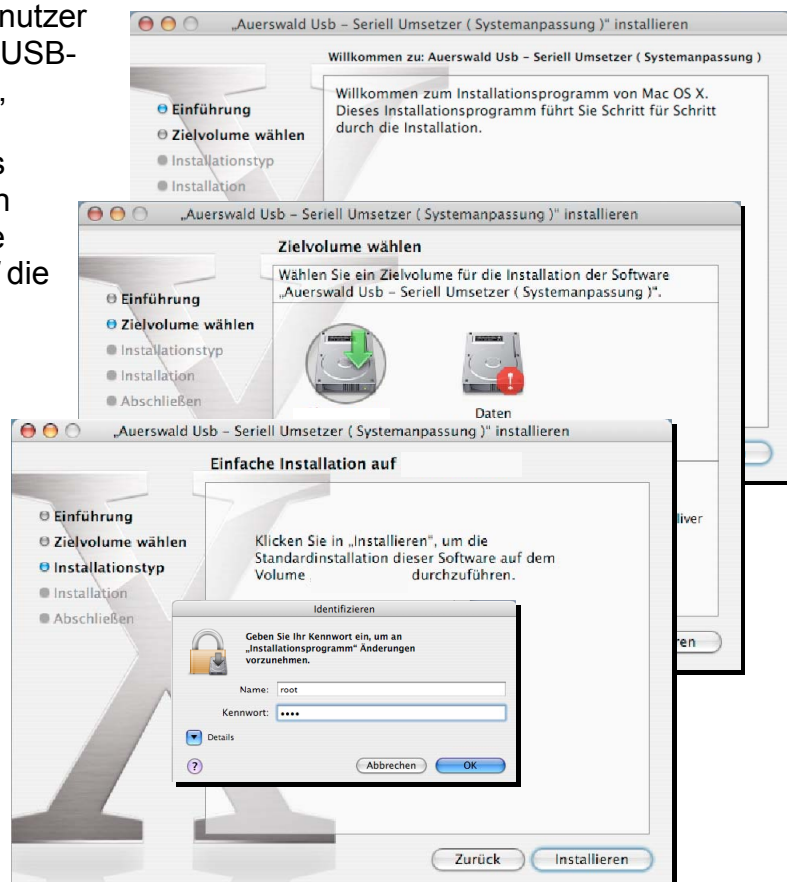 nutzer
USB-
,
s
n
e
die
„Auerswald Usb – Seriell Umsetzer ( Systemanpassung )" installieren
Willkommen zu: Auerswald Usb – Seriell Umsetzer ( Systemanpassung )
Einführung
Zielvolume wählen
Installationstyp
Installation
Willkommen zum Installationsprogramm von Mac OS X.
Dieses Installationsprogramm führt Sie Schritt für Schritt
durch die Installation.
„Auerswald Usb – Seriell Umsetzer ( Systemanpassung )" installieren
Zielvolume wählen
Einführung
Zielvolume wählen
Installationstyp
Installation
Abschließen
Wählen Sie ein Zielvolume für die Installation der Software
„Auerswald Usb – Seriell Umsetzer ( Systemanpassung )".
Daten
liver
ren
„Auerswald Usb – Seriell Umsetzer ( Systemanpassung )" installieren
Einfache Installation auf
Einführung
Zielvolume wählen
Installationstyp
Installation
Abschließen
Klicken Sie in „Installieren", um die
Standardinstallation dieser Software auf dem
Volume durchzuführen.
Identifizieren
Geben Sie Ihr Kennwort ein, um an
„Installationsprogramm" Änderungen
vorzunehmen.
Name: root
Kennwort: ••••
Details
?
Abbrechen OK
Zurück Installieren